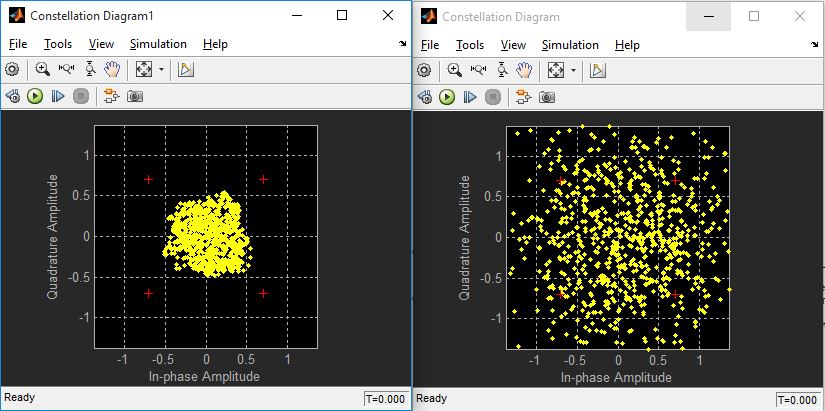 Constellation Diagram1
File Tools View Simulation Help
1
0.5
0
-0.5
-1
Quadrature Amplitude
-1 -0.5 0 0.5 1
In-phase Amplitude
Ready
T=0.000
Constellation Diagram
File Tools View Simulation Help
1
0.5
0
-0.5
-1
Quadrature Amplitude
-1 -0.5 0 0.5 1
In-phase Amplitude
Ready
T=0.000